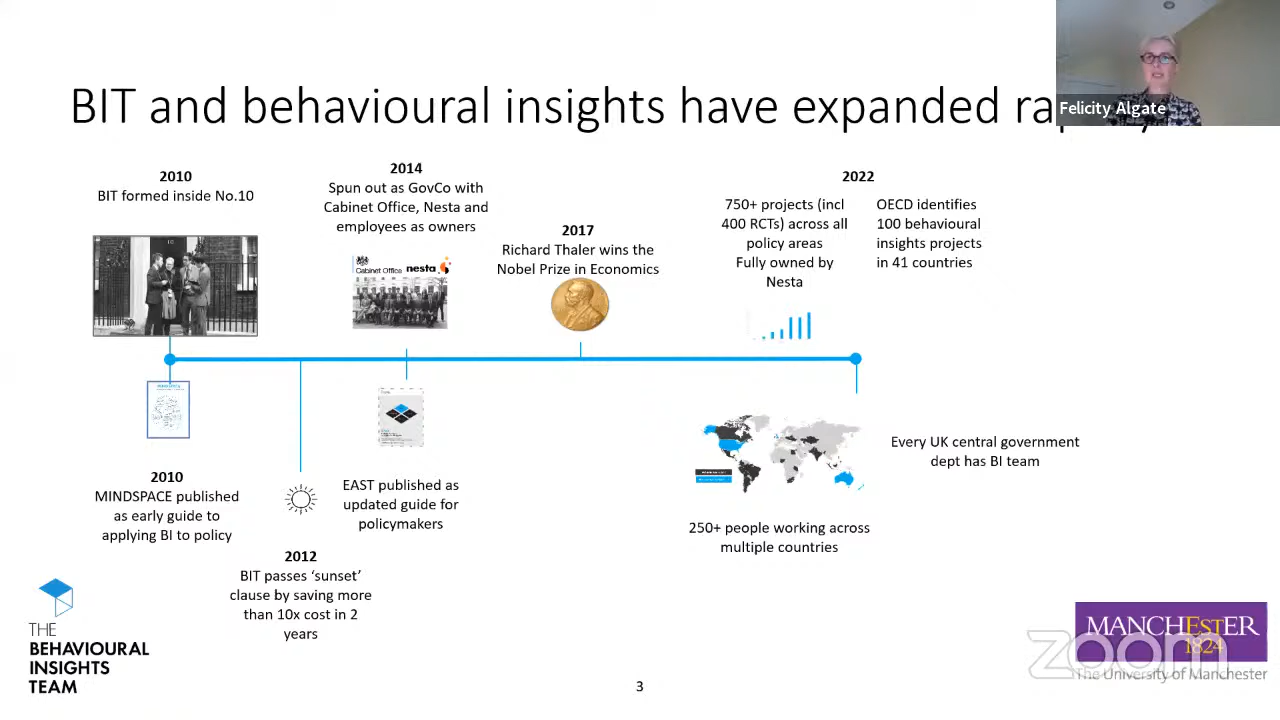 BIT and behavioural insights have expanded
Felicity Algate
2010
BIT formed inside No.10
2014
Spun out as GovCo with
Cabinet Office, Nesta and
employees as owners
Cabinet Office nesta
2017
Richard Thaler wins the
Nobel Prize in Economics
2022
750+ projects (incl
400 RCTs) across all
policy areas
Fully owned by
Nesta
OECD identifies
100 behavioural
insights projects
in 41 countries
MINDSPACE
2010
MINDSPACE published
as early guide to
applying BI to policy
2012
BIT passes ‘sunset’
clause by saving more
than 10x cost in 2
years
EAST published as
updated guide for
policymakers
250+ people working across
multiple countries
Every UK central government
dept has BI team
THE
BEHAVIOURAL
INSIGHTS
TEAM
3
MANCHESTER
1824
The University of Manchester
zoom